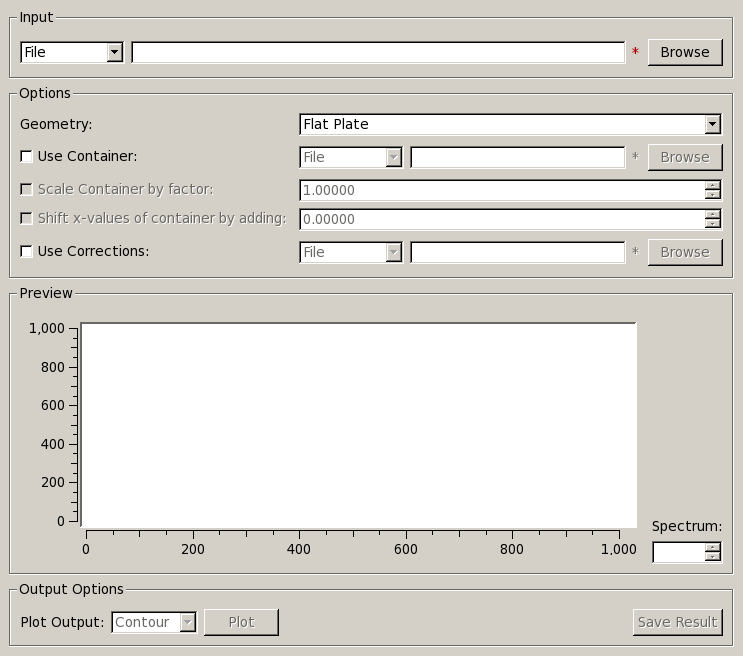 Input
File * Browse
Options
Geometry: Flat Plate
Use Container: File * Browse
Scale Container by factor: 1.00000
Shift x-values of container by adding: 0.00000
Use Corrections: File * Browse
Preview
1,000
800
600
400
200
0
0 200 400 600 800 1,000
Spectrum:
Output Options
Plot Output: Contour Plot Save Result